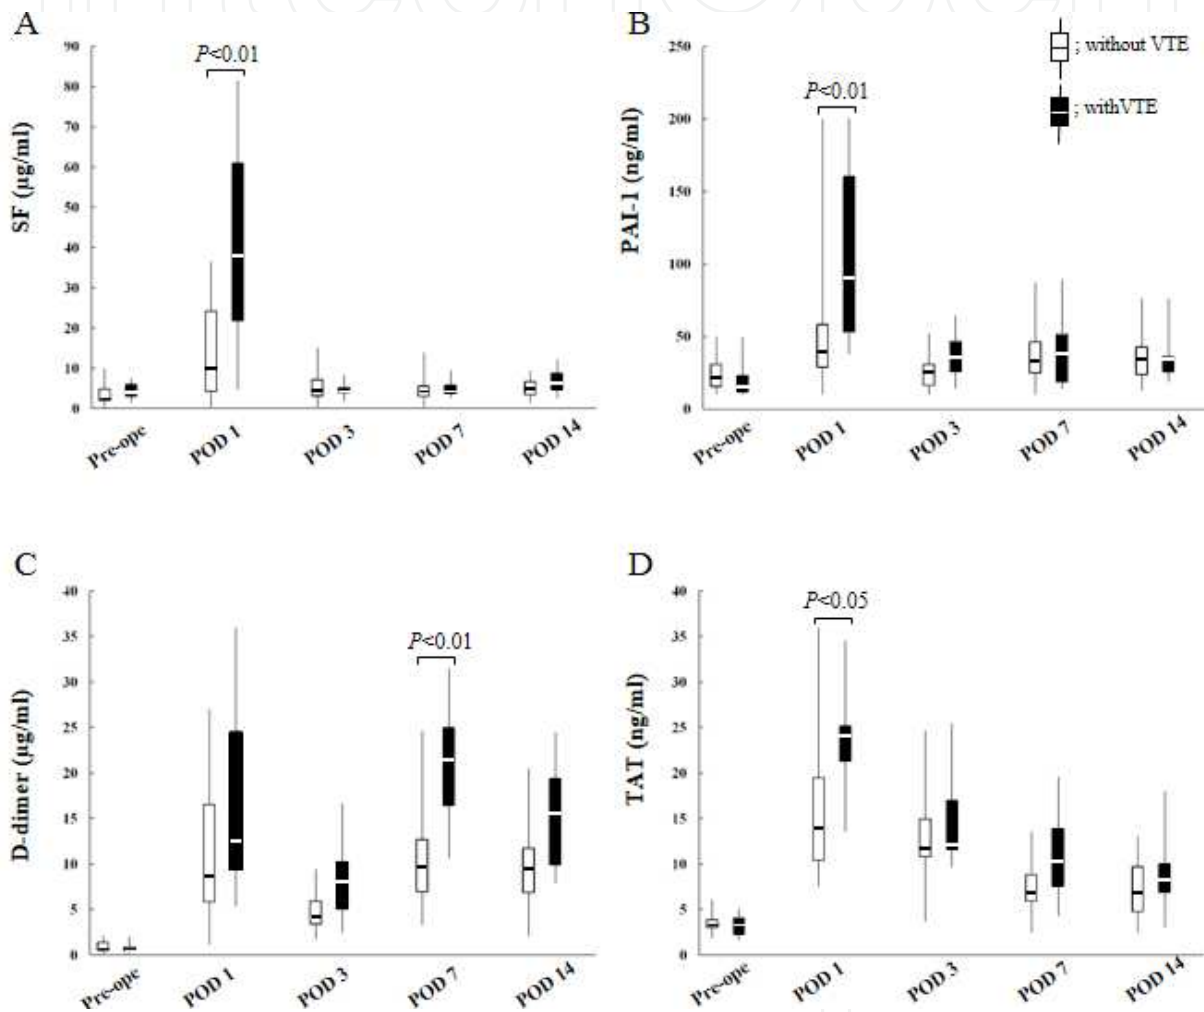 A
90
80
70
60
50
40
30
20
10
0
SF (µg/ml)
P<0.01
Pre-ope
POD 1
POD 3
POD 7
POD 14
B
250
200
150
100
50
0
PAI-1 (ng/ml)
P<0.01
; without VTE
; withVTE
Pre-ope
POD 1
POD 3
POD 7
POD 14
C
40
35
30
25
20
15
10
5
0
D-dimer (µg/ml)
P<0.01
Pre-ope
POD 1
POD 3
POD 7
POD 14
D
40
35
30
25
20
15
10
5
0
TAT (ng/ml)
P<0.05
Pre-ope
POD 1
POD 3
POD 7
POD 14